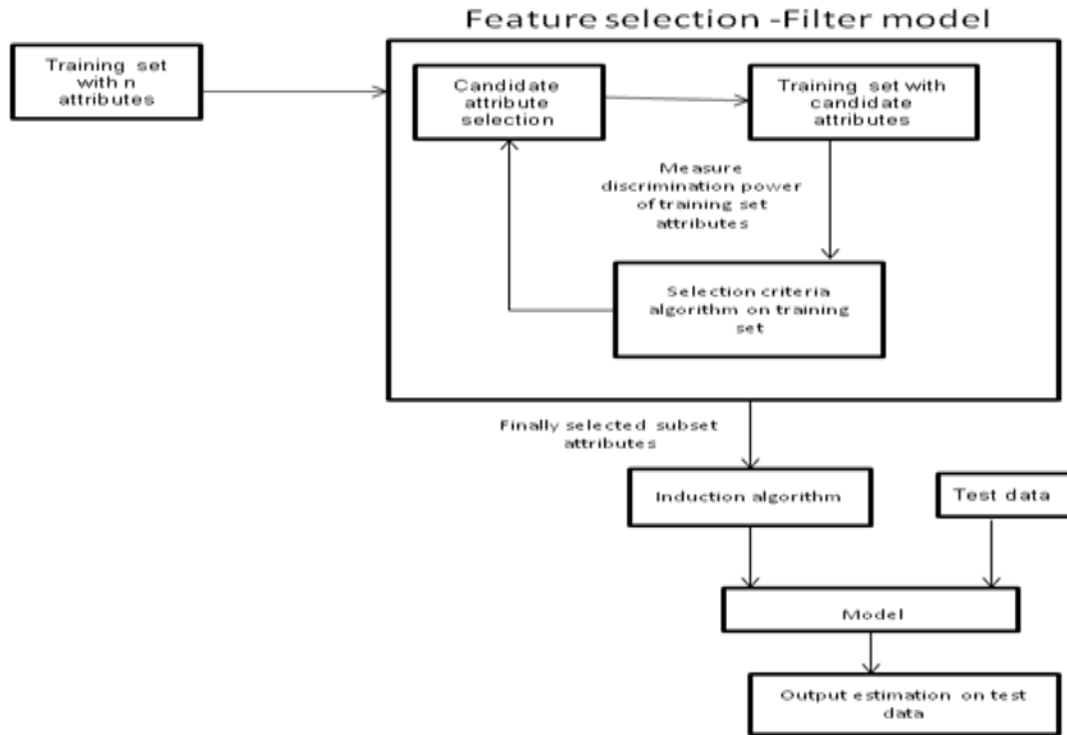 Feature selection -Filter model
Training set
with n
attributes
Candidate
attribute
selection
Training set with
candidate
attributes
Measure
discrimination power
of training set
attributes
Selection criteria
algorithm on training
set
Finally selected subset
attributes
Induction algorithm
Test data
Model
Output estimation on test
data